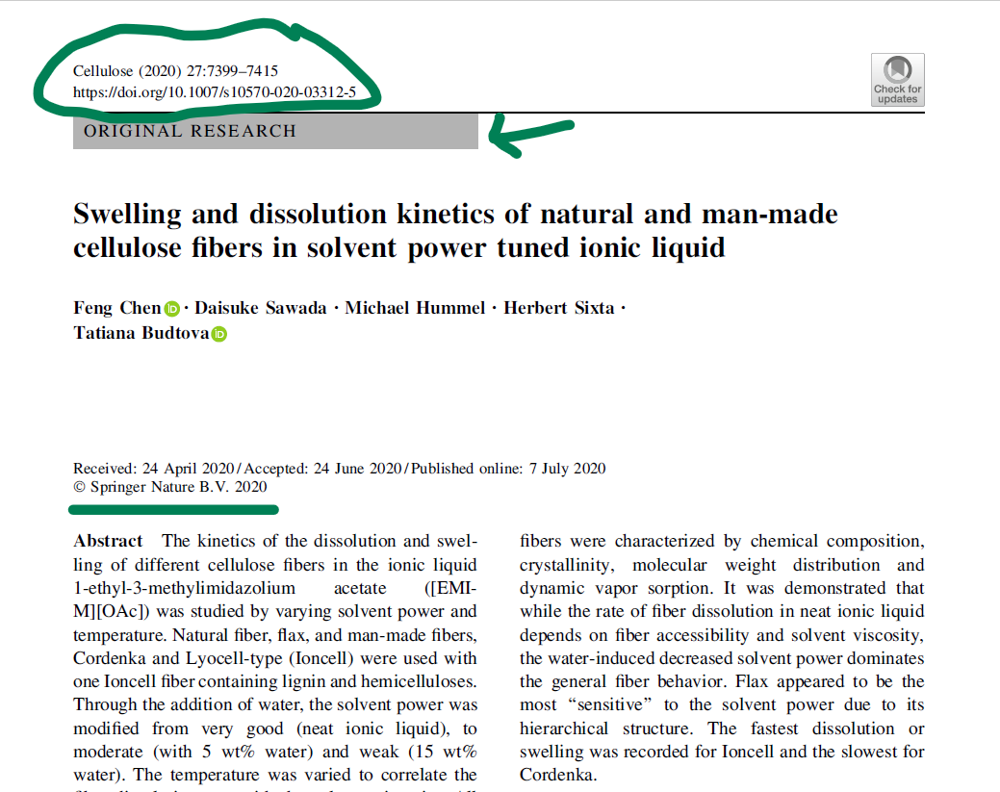 Cellulose (2020) 27:7399–7415
https://doi.org/10.1007/s10570-020-03312-5
Check for
updates
ORIGINAL RESEARCH
Swelling and dissolution kinetics of natural and man-made
cellulose fibers in solvent power tuned ionic liquid
Feng Chen iD · Daisuke Sawada · Michael Hummel · Herbert Sixta ·
Tatiana Budtova iD
Received: 24 April 2020 / Accepted: 24 June 2020 / Published online: 7 July 2020
© Springer Nature B.V. 2020
Abstract The kinetics of the dissolution and swel-
ling of different cellulose fibers in the ionic liquid
1-ethyl-3-methylimidazolium acetate ([EMI-
M][OAc]) was studied by varying solvent power and
temperature. Natural fiber, flax, and man-made fibers,
Cordenka and Lyocell-type (Ioncell) were used with
one Ioncell fiber containing lignin and hemicelluloses.
Through the addition of water, the solvent power was
modified from very good (neat ionic liquid), to
moderate (with 5 wt% water) and weak (15 wt%
water). The temperature was varied to correlate the
fibers were characterized by chemical composition,
crystallinity, molecular weight distribution and
dynamic vapor sorption. It was demonstrated that
while the rate of fiber dissolution in neat ionic liquid
depends on fiber accessibility and solvent viscosity,
the water-induced decreased solvent power dominates
the general fiber behavior. Flax appeared to be the
most “sensitive” to the solvent power due to its
hierarchical structure. The fastest dissolution or
swelling was recorded for Ioncell and the slowest for
Cordenka.